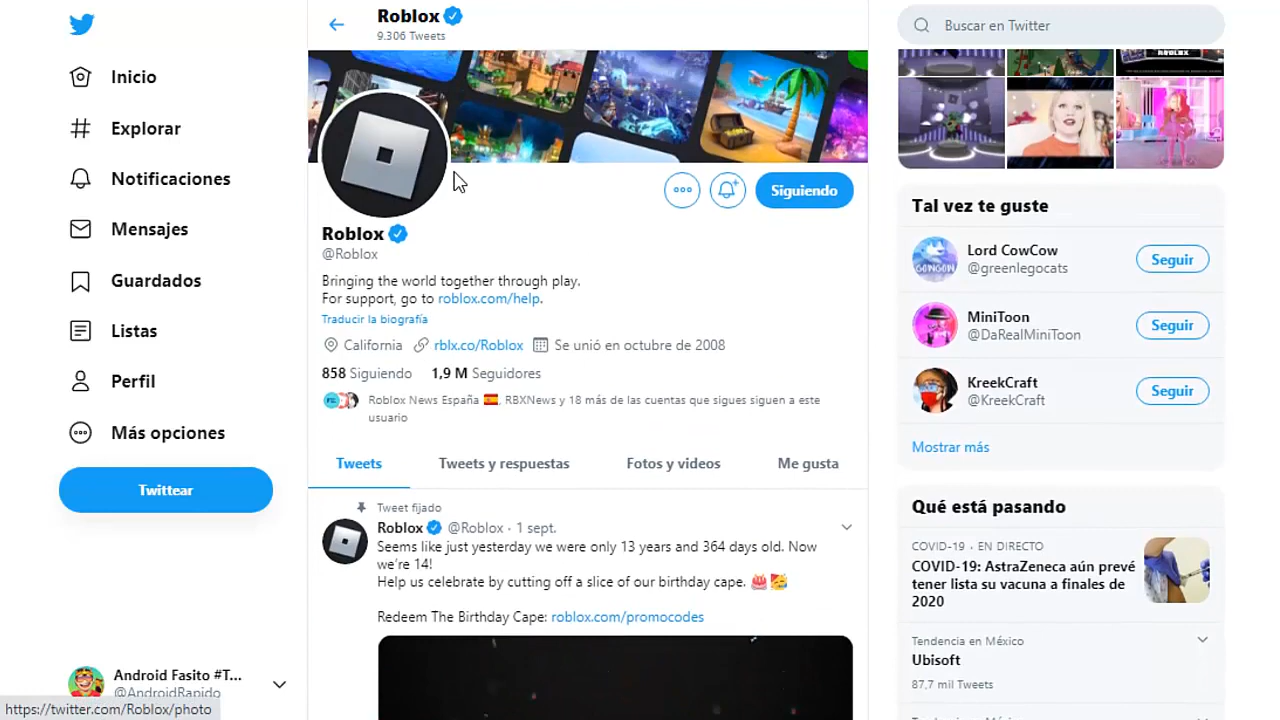 Inicio
Explorar
Notificaciones
Mensajes
Guardados
Listas
Perfil
Más opciones
Twittear
Android Fasito #T...
@AndroidRapido
https://twitter.com/Roblox/photo
Roblox
9.306 Tweets
Siguiendo
Roblox
@Roblox
Bringing the world together through play.
For support, go to roblox.com/help.
Traducir la biografía
California rblx.co/Roblox Se unió en octubre de 2008
858 Siguiendo 1,9 M Seguidores
Roblox News España 🇪🇸, RBXNews y 18 más de las cuentas que sigues siguen a este
usuario
Tweets Tweets y respuestas Fotos y videos Me gusta
Tweet fijado
Roblox @Roblox · 1 sept.
Seems like just yesterday we were only 13 years and 364 days old. Now
we're 14!
Help us celebrate by cutting off a slice of our birthday cape. 🎂🥳
Redeem The Birthday Cape: roblox.com/promocodes
Buscar en Twitter
ROBLOX
Tal vez te guste
Lord CowCow
@greenlegocats
Seguir
MiniToon
@DaRealMiniToon
Seguir
KreekCraft
@KreekCraft
Seguir
Mostrar más
Qué está pasando
COVID-19 · EN DIRECTO
COVID-19: AstraZeneca aún prevé
tener lista su vacuna a finales de
2020
Tendencia en México
Ubisoft
87,7 mil Tweets